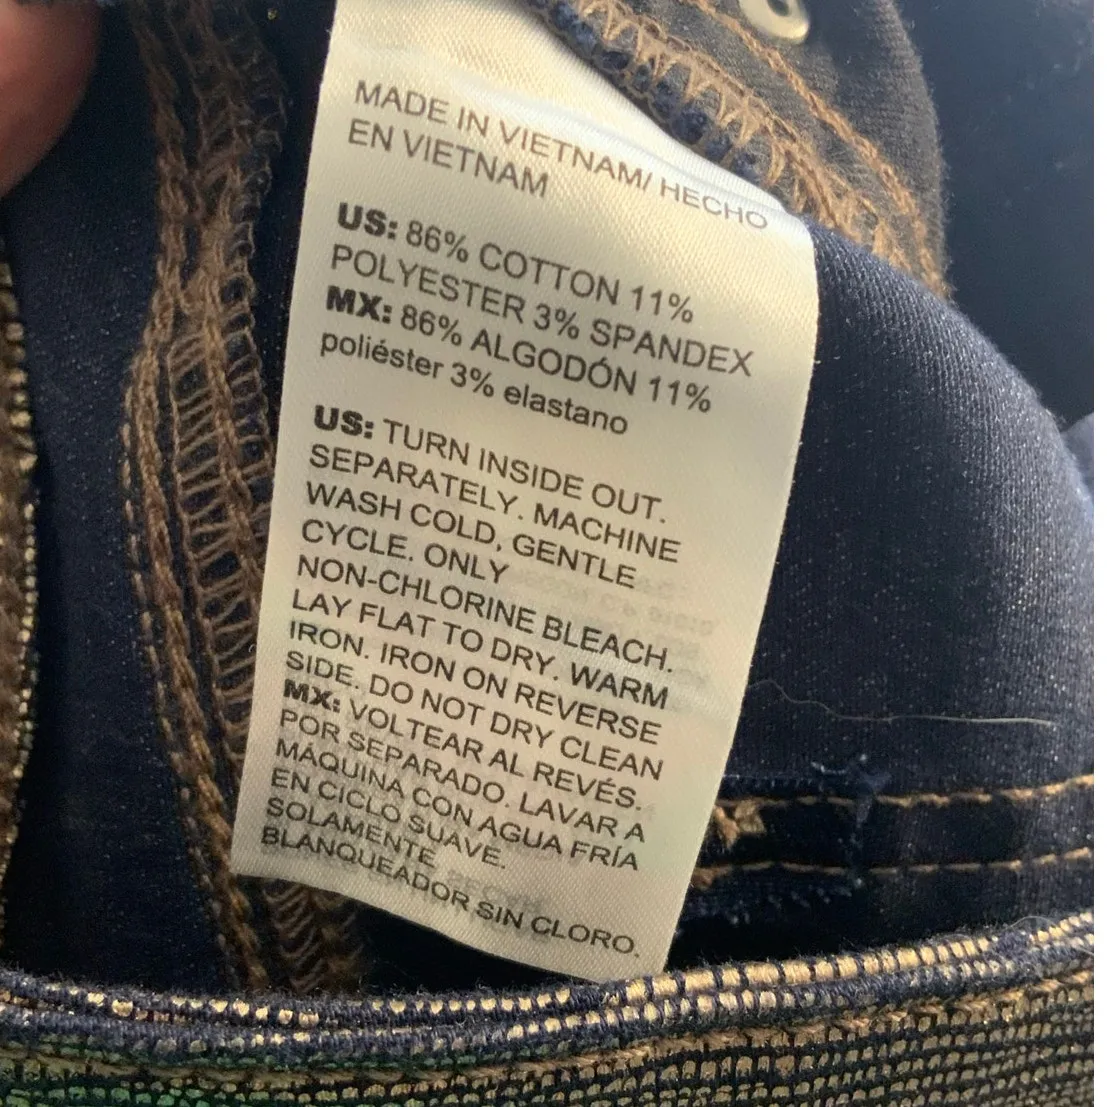 MADE IN VIETNAM/ HECHO
EN VIETNAM
US: 86% COTTON 11%
POLYESTER 3% SPANDEX
MX: 86% ALGODÓN 11%
poliéster 3% elastano
US: TURN INSIDE OUT.
SEPARATELY. MACHINE
WASH COLD, GENTLE
CYCLE. ONLY
NON-CHLORINE BLEACH.
LAY FLAT TO DRY. WARM
IRON. IRON ON REVERSE
SIDE. DO NOT DRY CLEAN
MX: VOLTEAR AL REVÉS.
POR SEPARADO. LAVAR A
MÁQUINA CON AGUA FRÍA
EN CICLO SUAVE.
SOLAMENTE
BLANQUEADOR SIN CLORO.